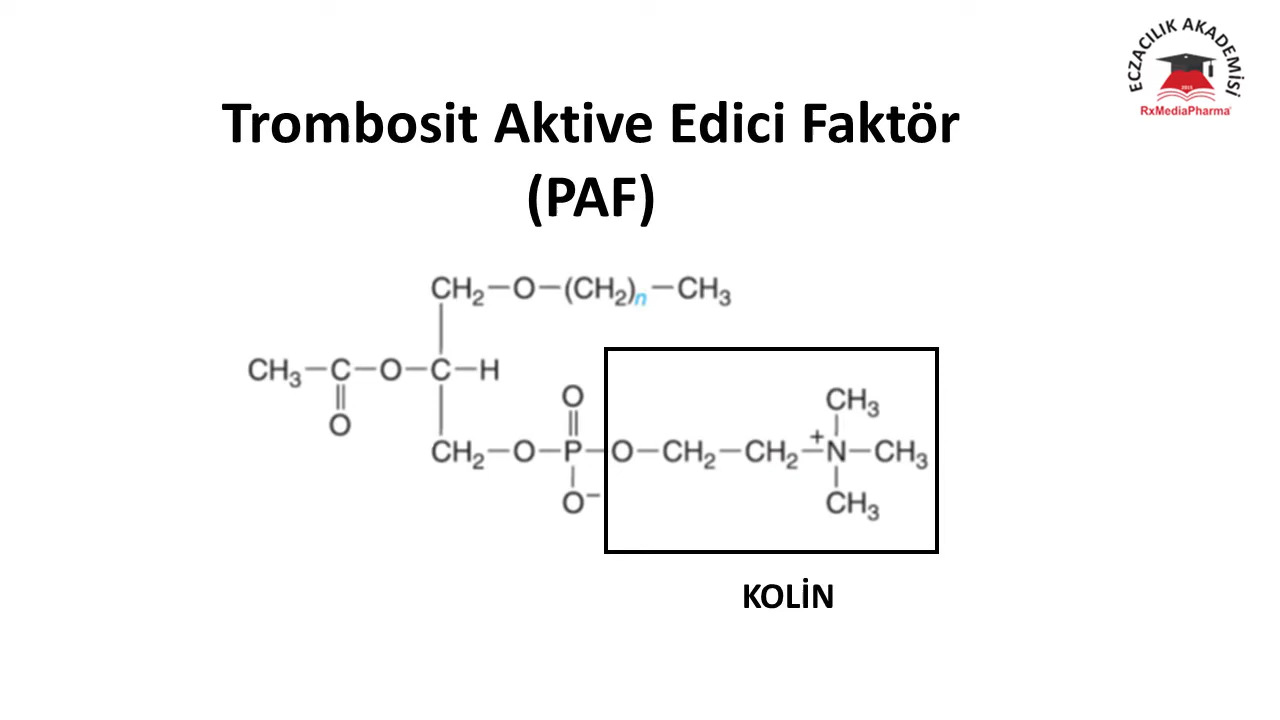 ECZACILIK AKADEMİSİ
2015
RxMediaPharma
Trombosit Aktive Edici Faktör
(PAF)
CH₂–O–(CH₂)ₙ–CH₃
CH₃–C–O–C–H
O
O
CH₃
CH₂–O–P–O–CH₂–CH₂–⁺N–CH₃
O⁻
CH₃
KOLİN